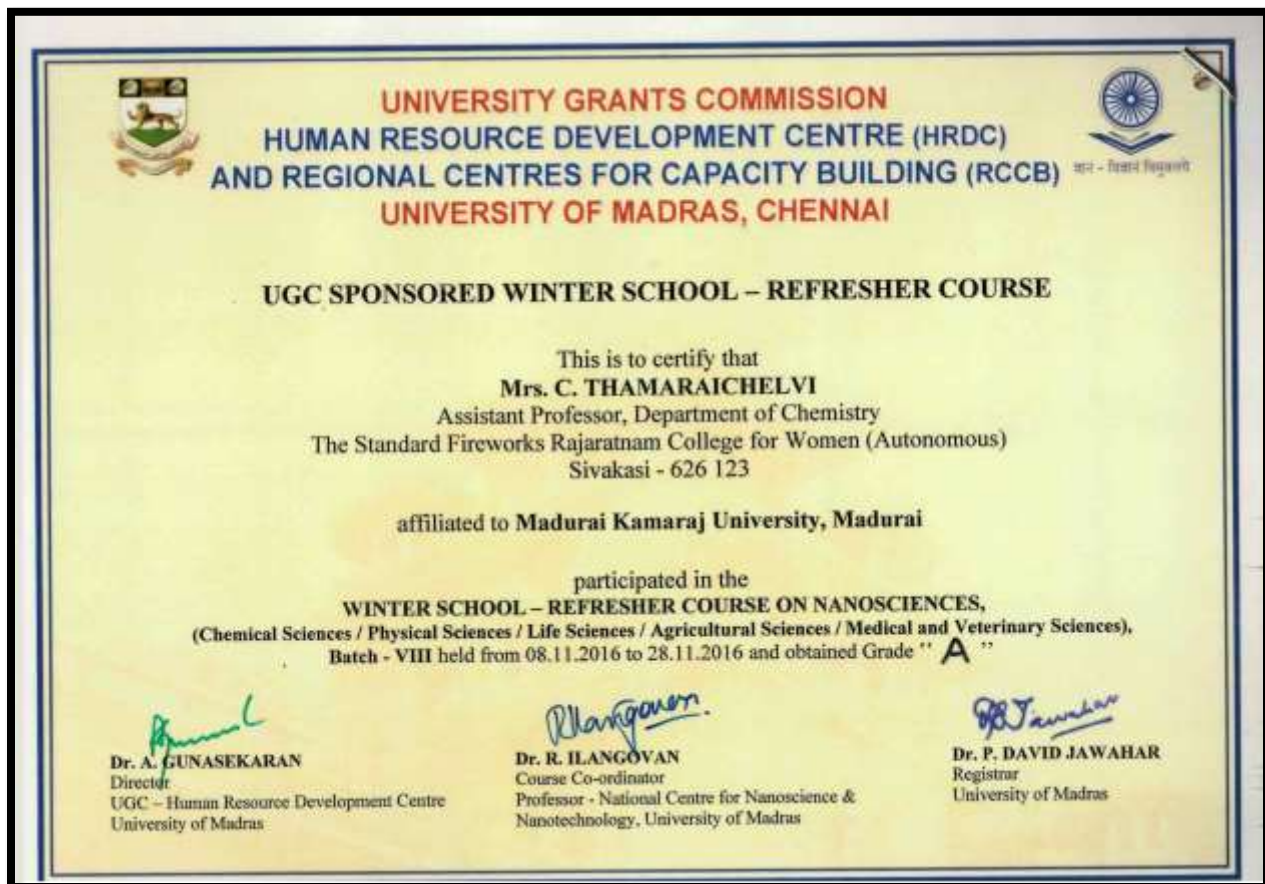 UNIVERSITY GRANTS COMMISSION
HUMAN RESOURCE DEVELOPMENT CENTRE (HRDC)
AND REGIONAL CENTRES FOR CAPACITY BUILDING (RCCB)
UNIVERSITY OF MADRAS, CHENNAI
UGC SPONSORED WINTER SCHOOL – REFRESHER COURSE
This is to certify that
Mrs. C. THAMARAICHELVI
Assistant Professor, Department of Chemistry
The Standard Fireworks Rajaratnam College for Women (Autonomous)
Sivakasi - 626 123
affiliated to Madurai Kamaraj University, Madurai
participated in the
WINTER SCHOOL – REFRESHER COURSE ON NANOSCIENCES,
(Chemical Sciences / Physical Sciences / Life Sciences / Agricultural Sciences / Medical and Veterinary Sciences),
Batch - VIII held from 08.11.2016 to 28.11.2016 and obtained Grade " A "
Dr. A. GUNASEKARAN
Director
UGC – Human Resource Development Centre
University of Madras
RIlangovan.
Dr. R. ILANGOVAN
Course Co-ordinator
Professor - National Centre for Nanoscience &
Nanotechnology, University of Madras
Dr. P. DAVID JAWAHAR
Registrar
University of Madras